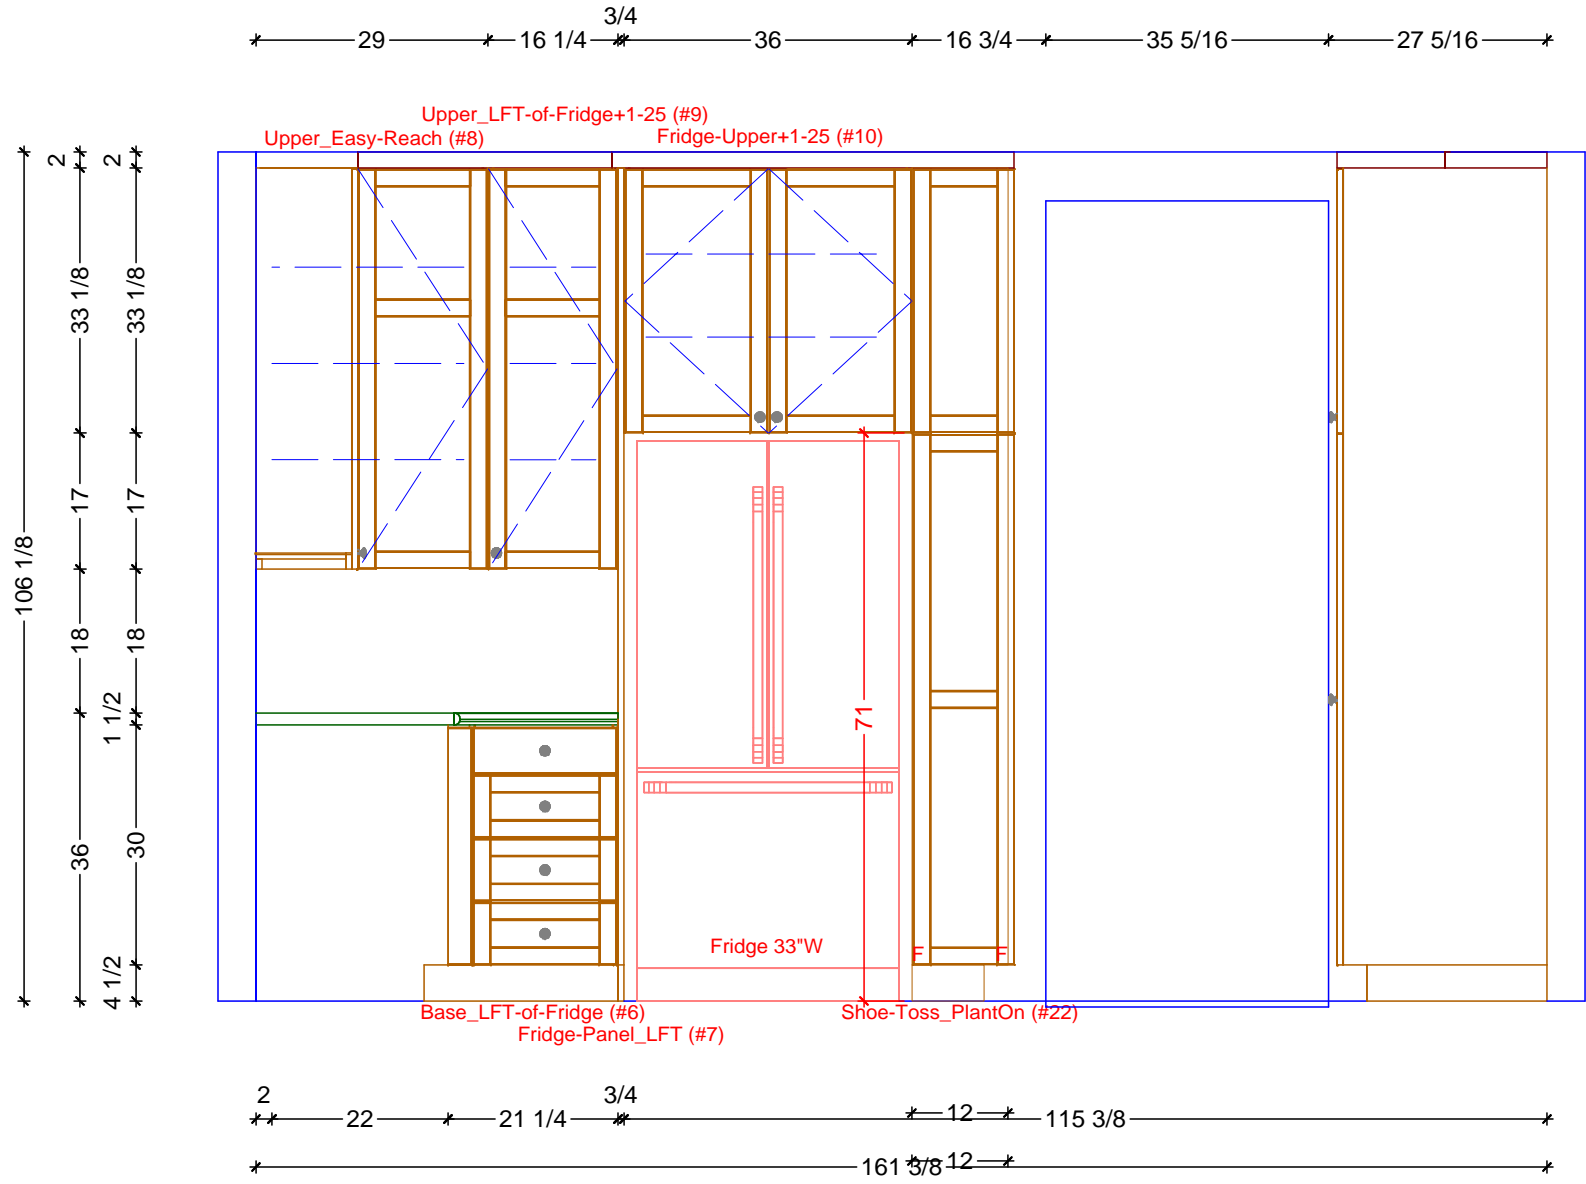 3/4
29 16 1/4 36 16 3/4 35 5/16 27 5/16
Upper_LFT-of-Fridge+1-25 (#9)
Upper_Easy-Reach (#8)
Fridge-Upper+1-25 (#10)
2 2
33 1/8 33 1/8
17 17
106 1/8
18 18
1 1/2
71
36 30
4 1/2
Fridge 33"W
F F
Base_LFT-of-Fridge (#6)
Shoe-Toss_PlantOn (#22)
Fridge-Panel_LFT (#7)
2 3/4
22 21 1/4 12 115 3/8
161 3/8 12